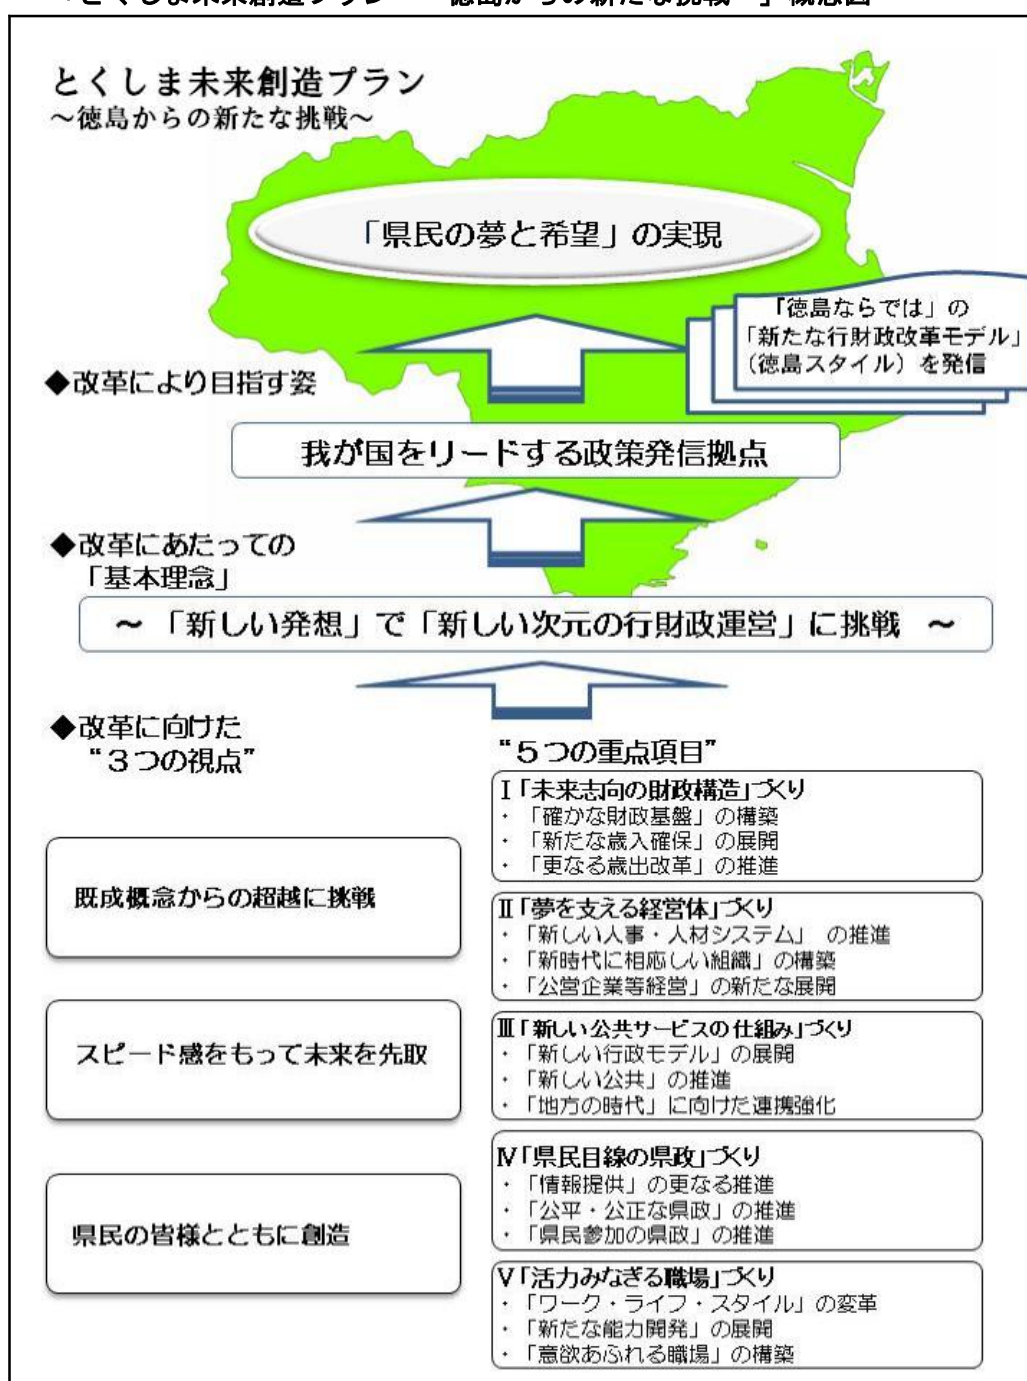 とくしま未来創造プラン
～徳島からの新たな挑戦～
「県民の夢と希望」の実現
「徳島ならでは」の
「新たな行財政改革モデル」
（徳島スタイル）を発信
◆改革により目指す姿
我が国をリードする政策発信拠点
◆改革にあたっての
「基本理念」
～「新しい発想」で「新しい次元の行財政運営」に挑戦 ～
◆改革に向けた
“３つの視点”
既成概念からの超越に挑戦
スピード感をもって未来を先取
県民の皆様とともに創造
“５つの重点項目”
Ⅰ「未来志向の財政構造」づくり
・「確かな財政基盤」の構築
・「新たな歳入確保」の展開
・「更なる歳出改革」の推進
Ⅱ「夢を支える経営体」づくり
・「新しい人事・人材システム」 の推進
・「新時代に相応しい組織」の構築
・「公営企業等経営」の新たな展開
Ⅲ「新しい公共サービスの仕組み」づくり
・「新しい行政モデル」の展開
・「新しい公共」の推進
・「地方の時代」に向けた連携強化
Ⅳ「県民目線の県政」づくり
・「情報提供」の更なる推進
・「公平・公正な県政」の推進
・「県民参加の県政」の推進
Ⅴ「活力みなぎる職場」づくり
・「ワーク・ライフ・スタイル」の変革
・「新たな能力開発」の展開
・「意欲あふれる職場」の構築